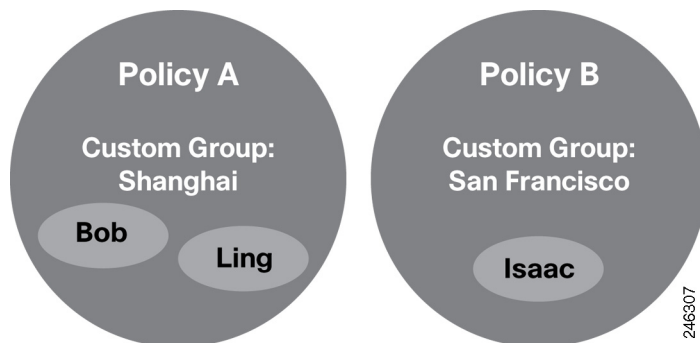 Policy A
Custom Group:
Shanghai
Bob
Ling
Policy B
Custom Group:
San Francisco
Isaac
246307